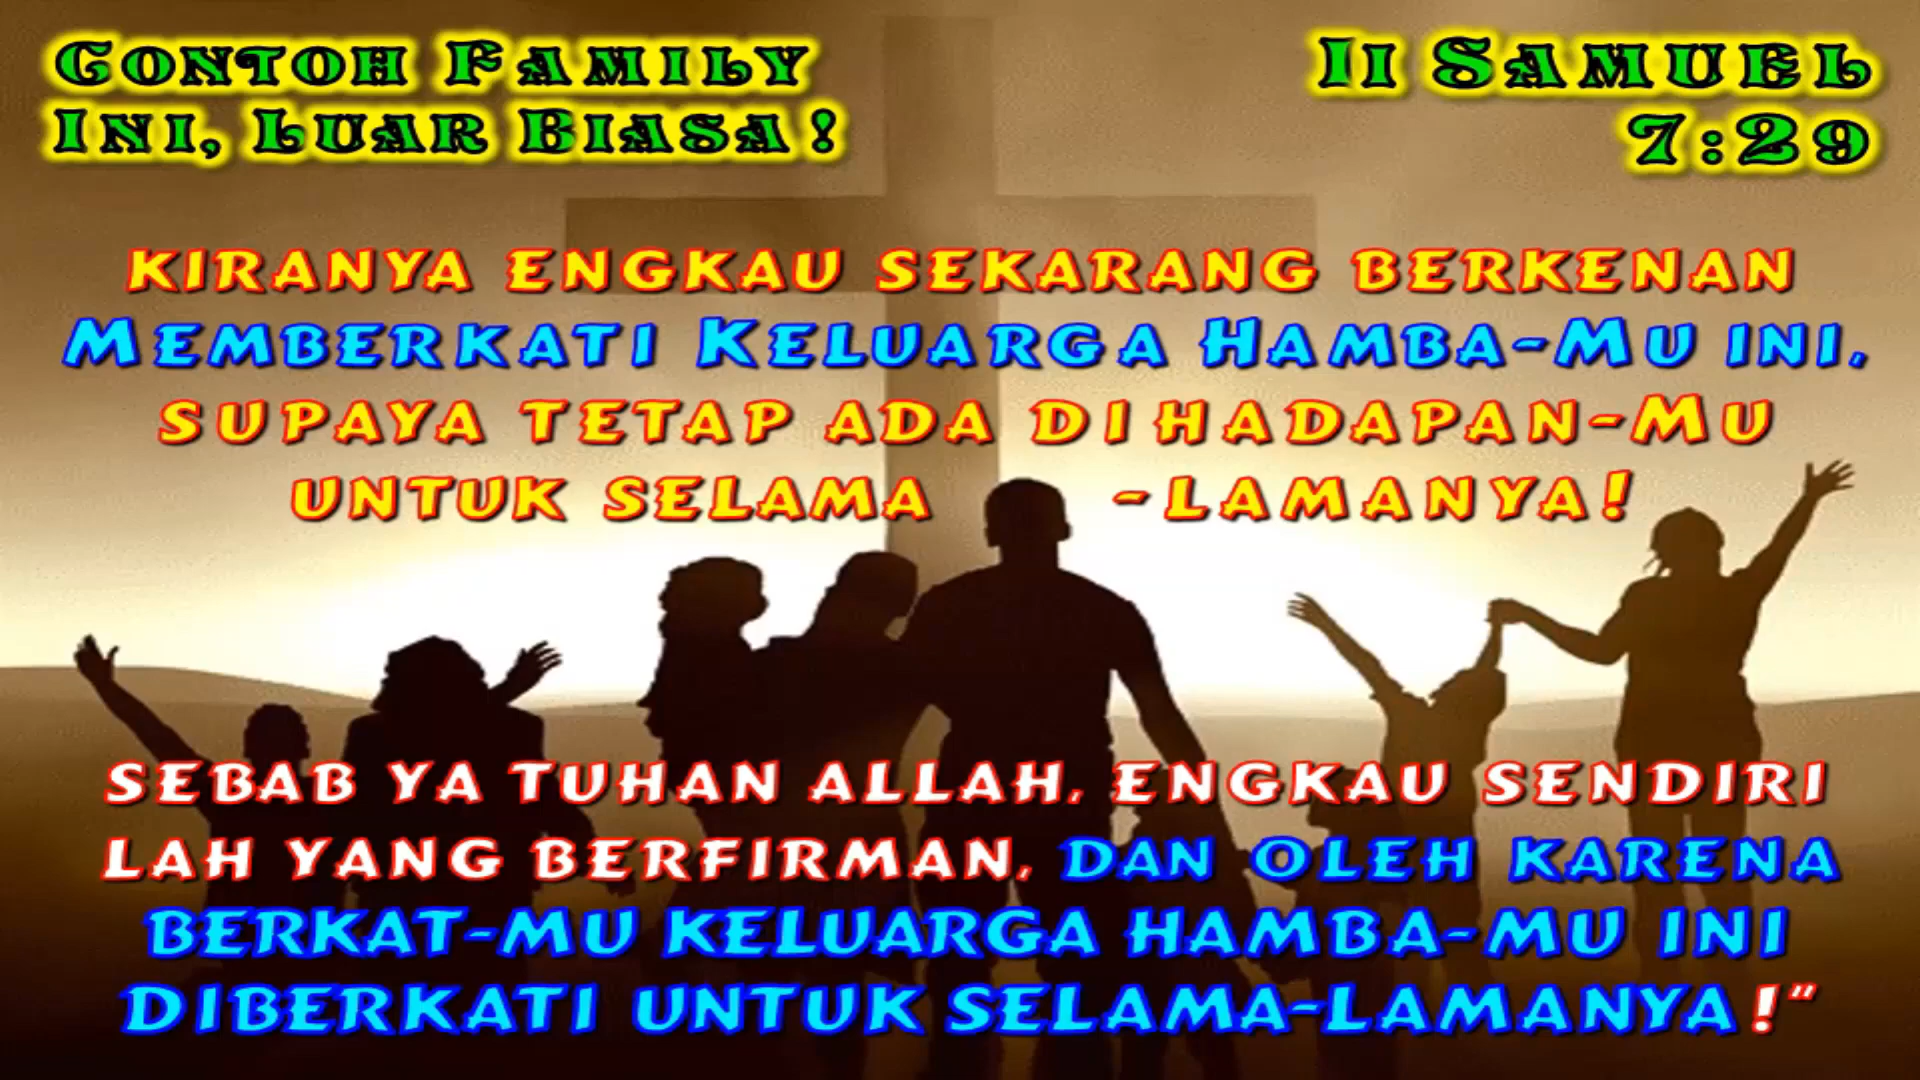 Contoh Family
Ini, Luar Biasa!
II Samuel
7:29
KIRANYA ENGKAU SEKARANG BERKENAN
MEMBERKATI KELUARGA HAMBA-MU INI,
SUPAYA TETAP ADA DI HADAPAN-MU
UNTUK SELAMA -LAMANYA!
SEBAB YA TUHAN ALLAH, ENGKAU SENDIRI
LAH YANG BERFIRMAN, DAN OLEH KARENA
BERKAT-MU KELUARGA HAMBA-MU INI
DIBERKATI UNTUK SELAMA-LAMANYA!"